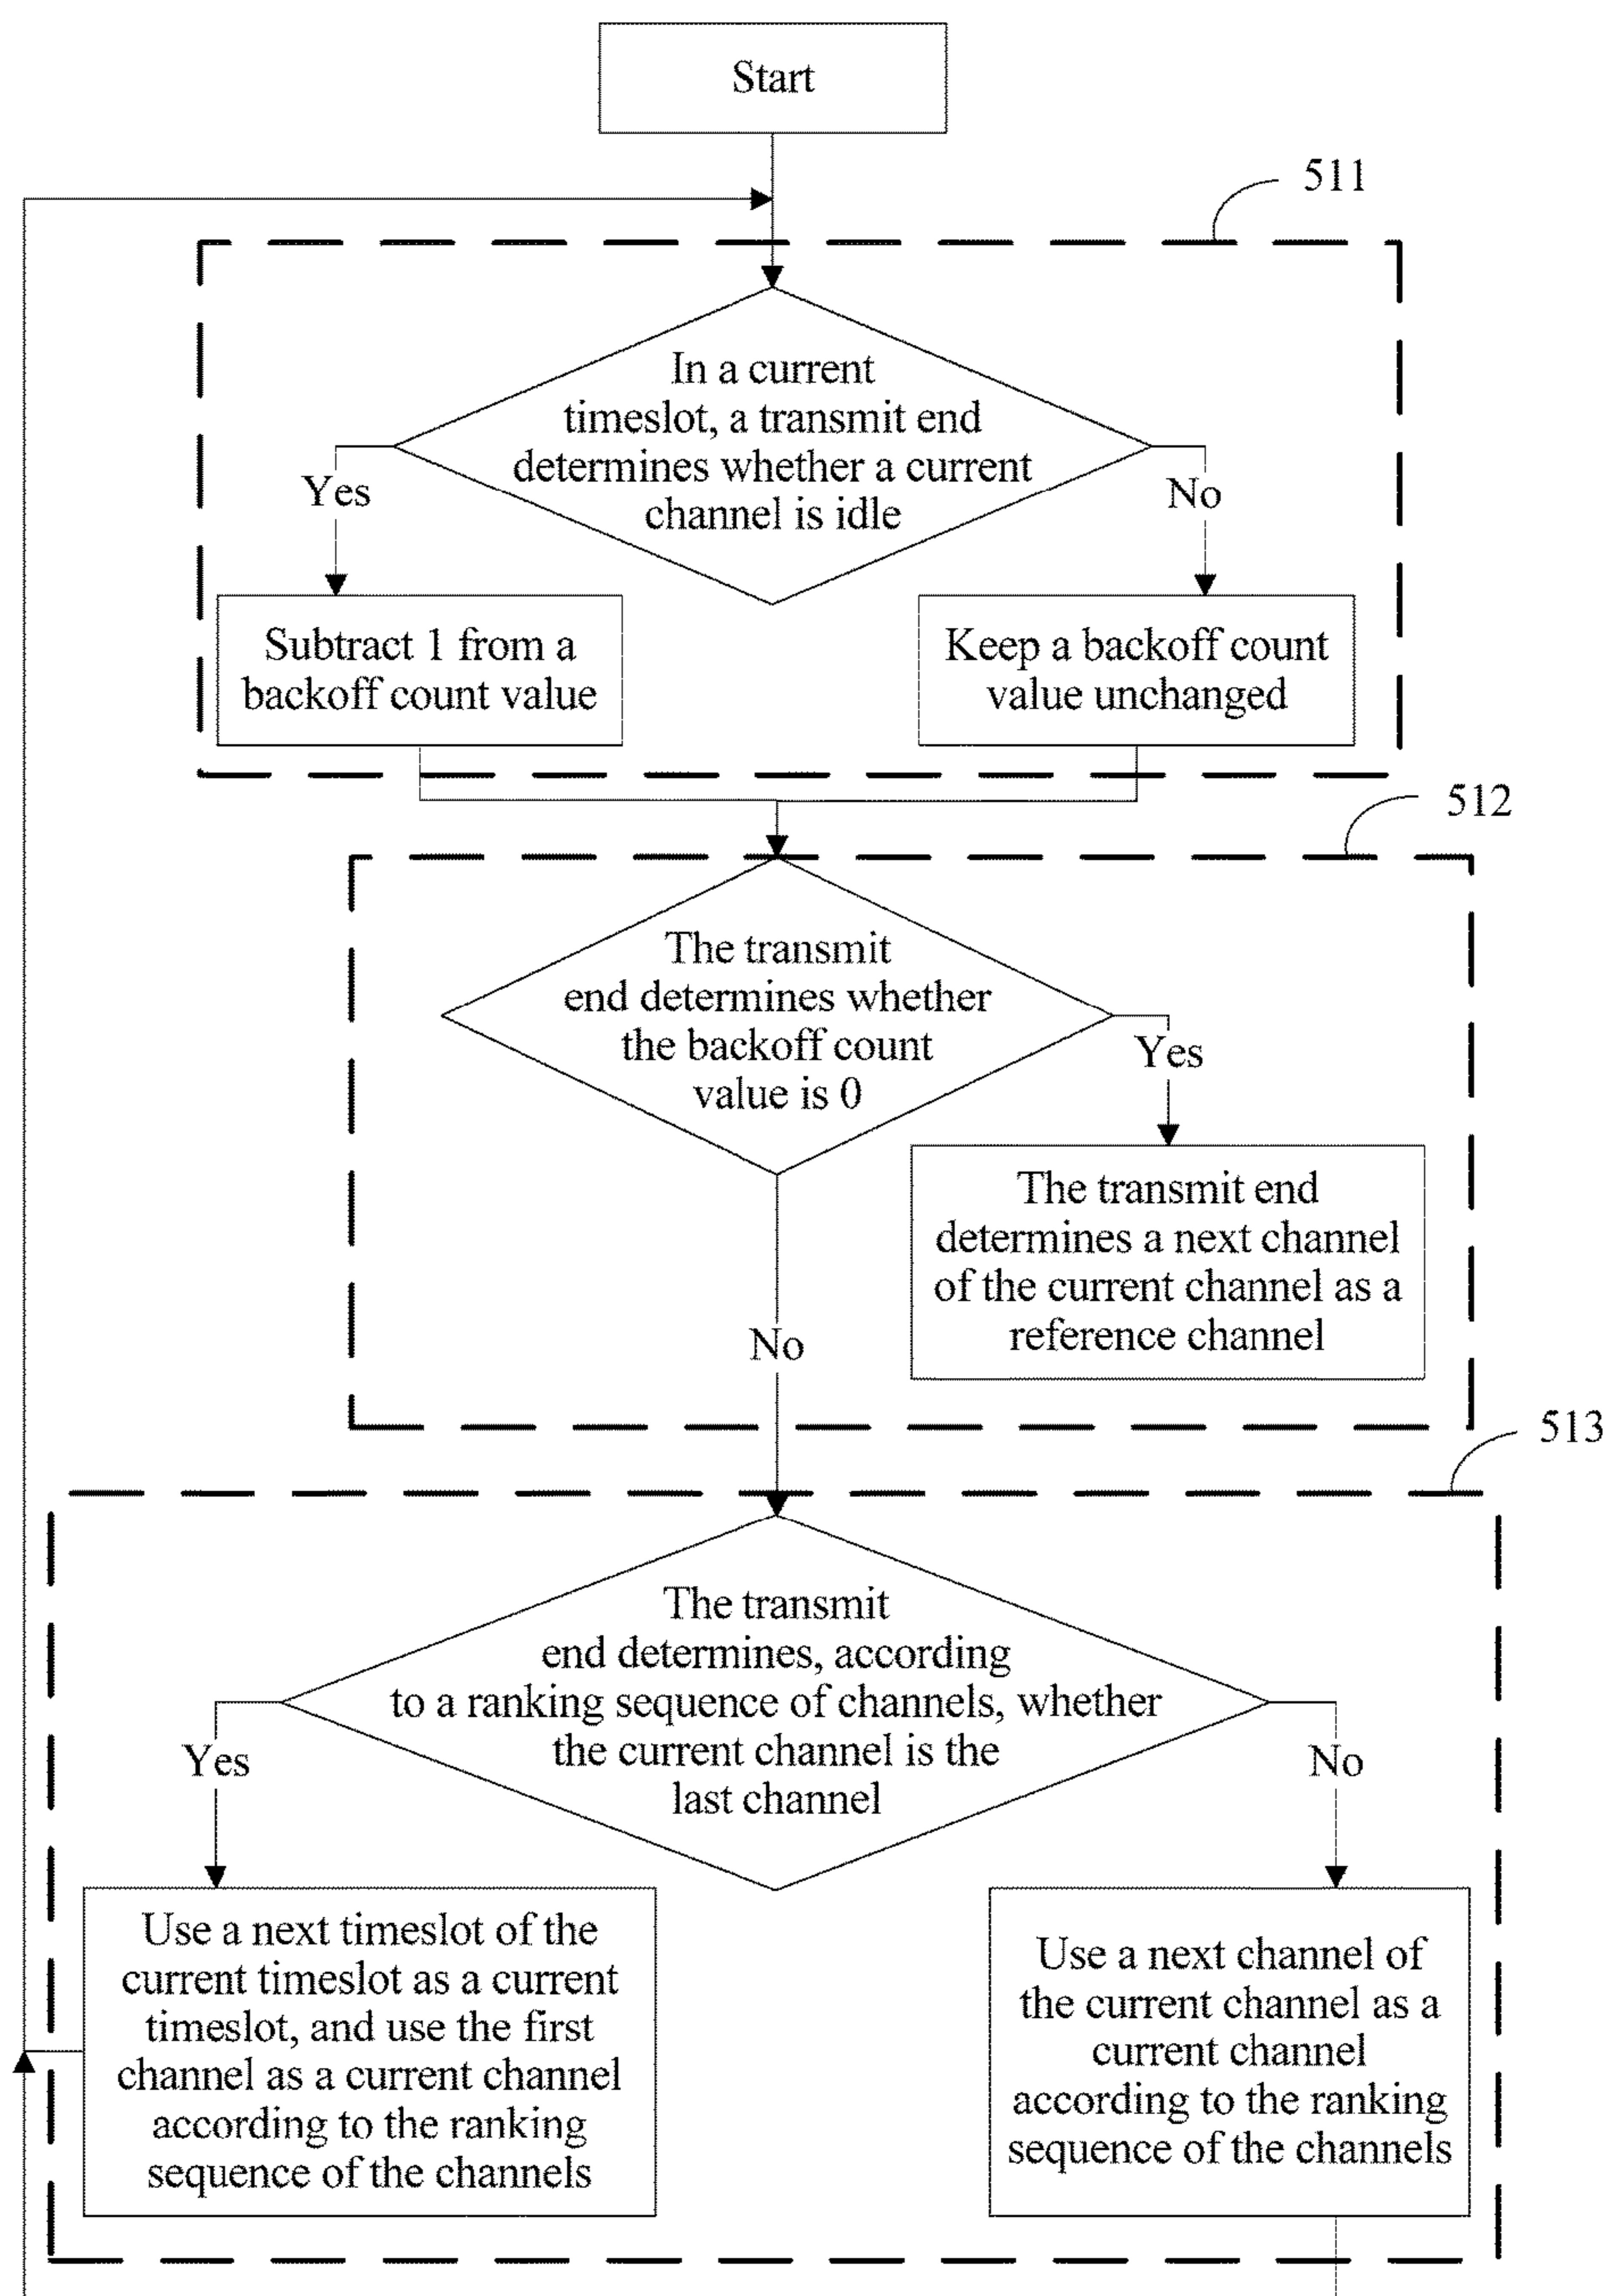 Start
511
In a current
timeslot, a transmit end
determines whether a current
channel is idle
Yes
No
Subtract 1 from a
backoff count value
Keep a backoff count
value unchanged
512
The transmit
end determines whether
the backoff count
value is 0
Yes
The transmit end
determines a next channel
of the current channel as a
reference channel
No
513
The transmit
end determines, according
to a ranking sequence of channels, whether
the current channel is the
last channel
Yes
No
Use a next timeslot of the
current timeslot as a current
timeslot, and use the first
channel as a current channel
according to the ranking
sequence of the channels
Use a next channel of
the current channel as a
current channel
according to the ranking
sequence of the channels